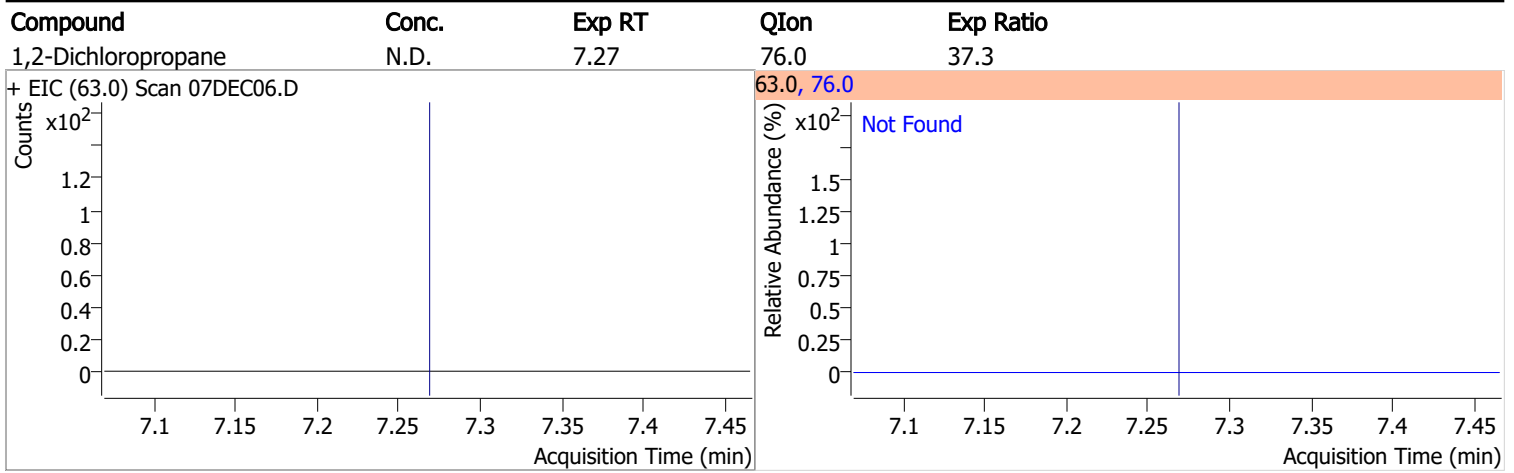 Compound Conc. Exp RT QIon Exp Ratio
1,2-Dichloropropane N.D. 7.27 76.0 37.3
+ EIC (63.0) Scan 07DEC06.D
Counts
x10²
1.2
1
0.8
0.6
0.4
0.2
0
7.1 7.15 7.2 7.25 7.3 7.35 7.4 7.45
Acquisition Time (min)
63.0, 76.0
Relative Abundance (%)
x10²
Not Found
1.5
1.25
1
0.75
0.5
0.25
0
7.1 7.15 7.2 7.25 7.3 7.35 7.4 7.45
Acquisition Time (min)